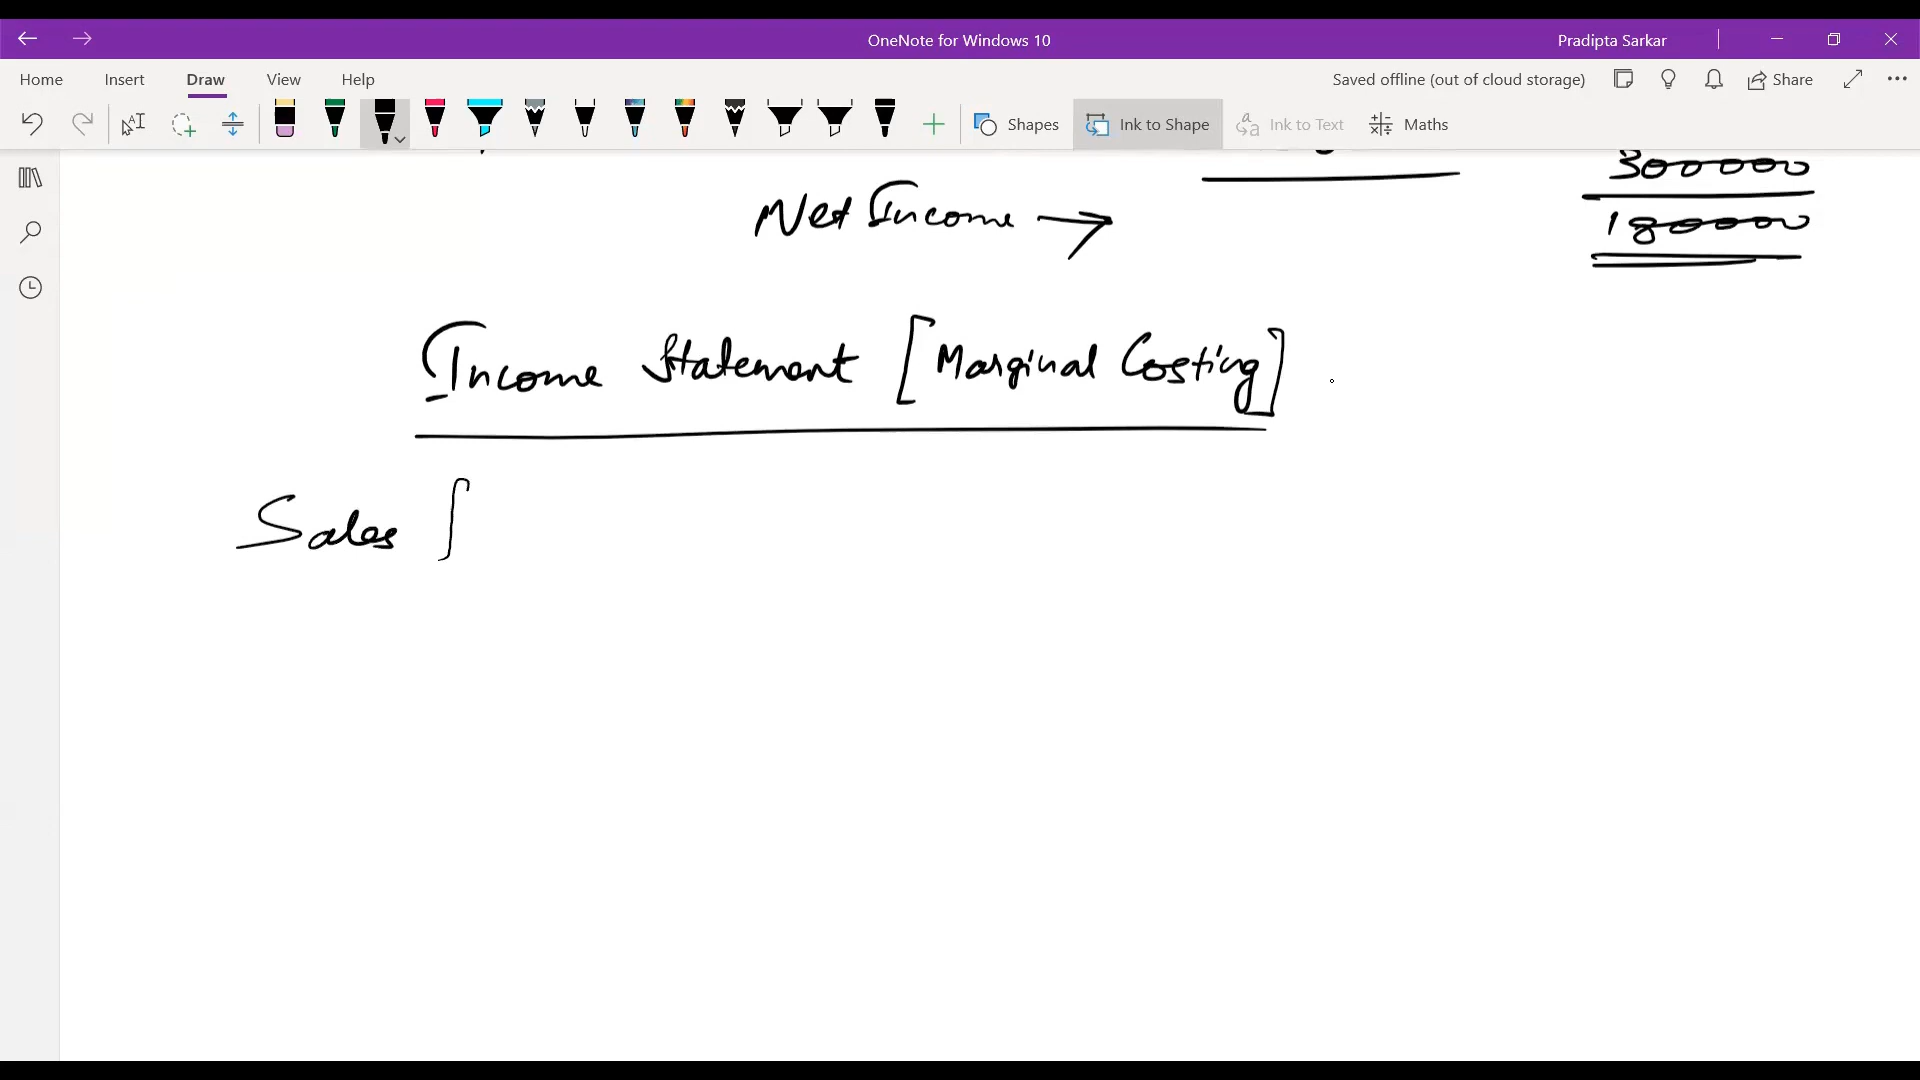 OneNote for Windows 10
Pradipta Sarkar
Home Insert Draw View Help
Saved offline (out of cloud storage)
Share
Shapes
Ink to Shape
Ink to Text
Maths
300000
Net Income →
180000
Income Statement [Marginal Costing]
Sales [